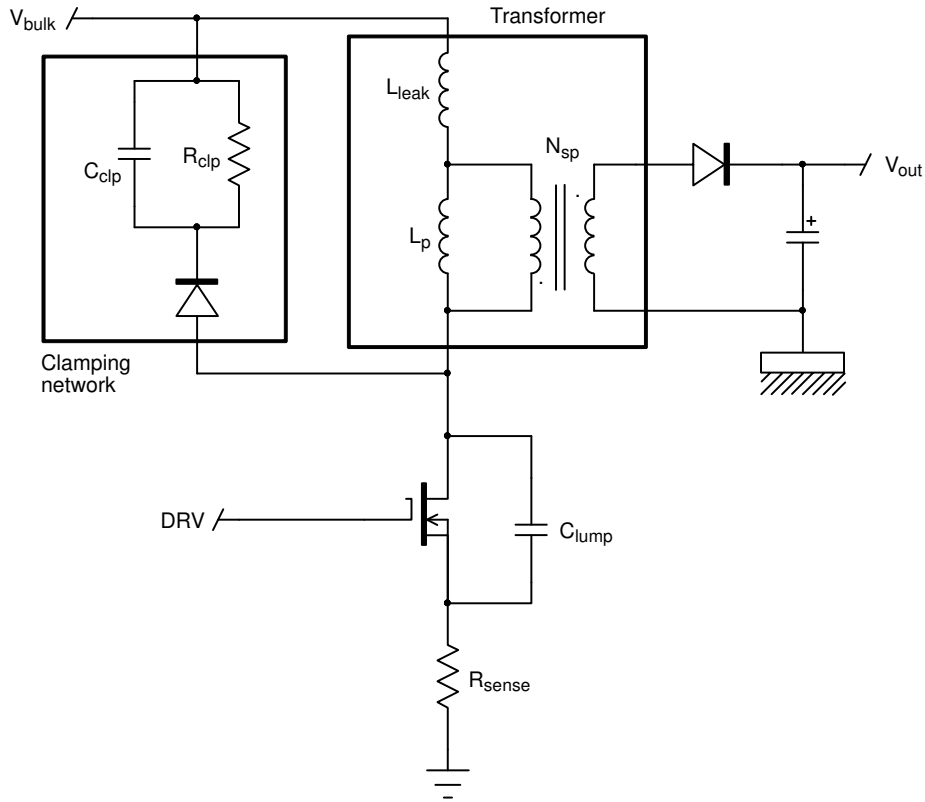 Transformer
Vbulk
Lleak
Nsp
Cclp
Rclp
Vout
Lp
+
Clamping
network
DRV
Clump
Rsense